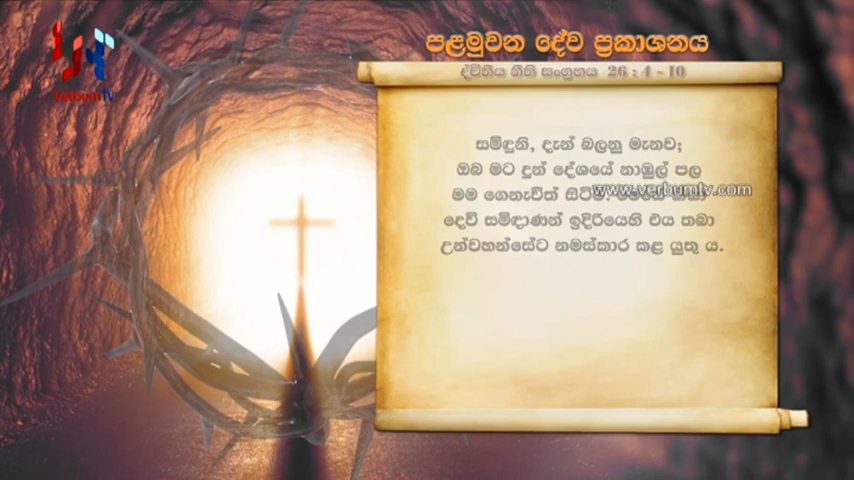 VerbumTV
පළමුවන දේව ප්‍රකාශනය
ද්විතීය නීති සංග්‍රහය 26 : 4 - 10
සමිඳුනි, දැන් බලනු මැනව;
ඔබ මට දුන් දේශයේ නාඹුල් පල
මම ගෙනැවිත් සිටිමි.
www.verbumtv.com
දෙවි සමිඳාණන් ඉදිරියෙහි එය තබා
උන්වහන්සේට නමස්කාර කළ යුතු ය.